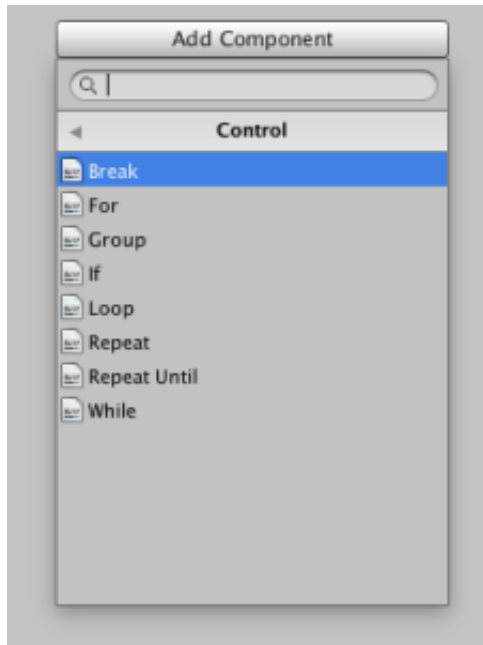 Add Component
Control
Break
For
Group
If
Loop
Repeat
Repeat Until
While